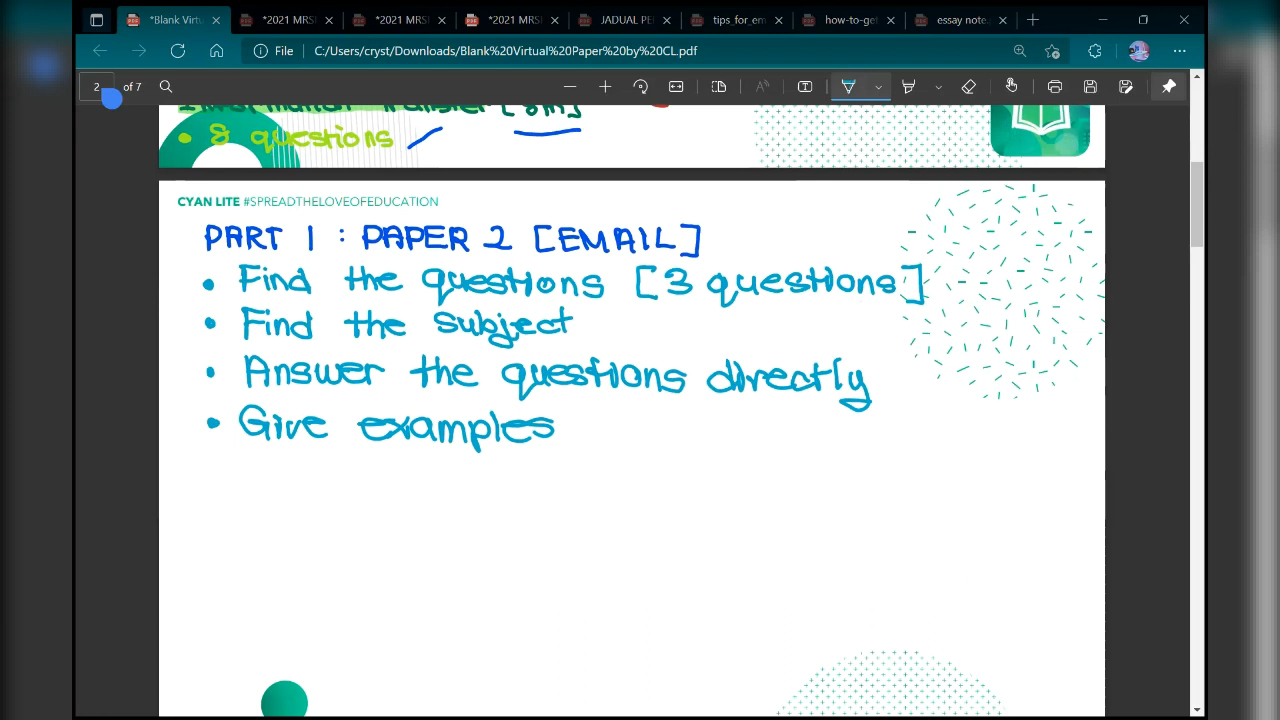 *Blank Virtu
*2021 MRSI
*2021 MRSI
*2021 MRSI
JADUAL PE
tips_for_em
how-to-get
essay note.
File
C:/Users/cryst/Downloads/Blank%20Virtual%20Paper%20by%20CL.pdf
2 of 7
• 8 questions
CYAN LITE #SPREADTHELOVEOFEDUCATION
PART 1 : PAPER 2 [EMAIL]
• Find the questions [3 questions]
• Find the subject
• Answer the questions directly
• Give examples